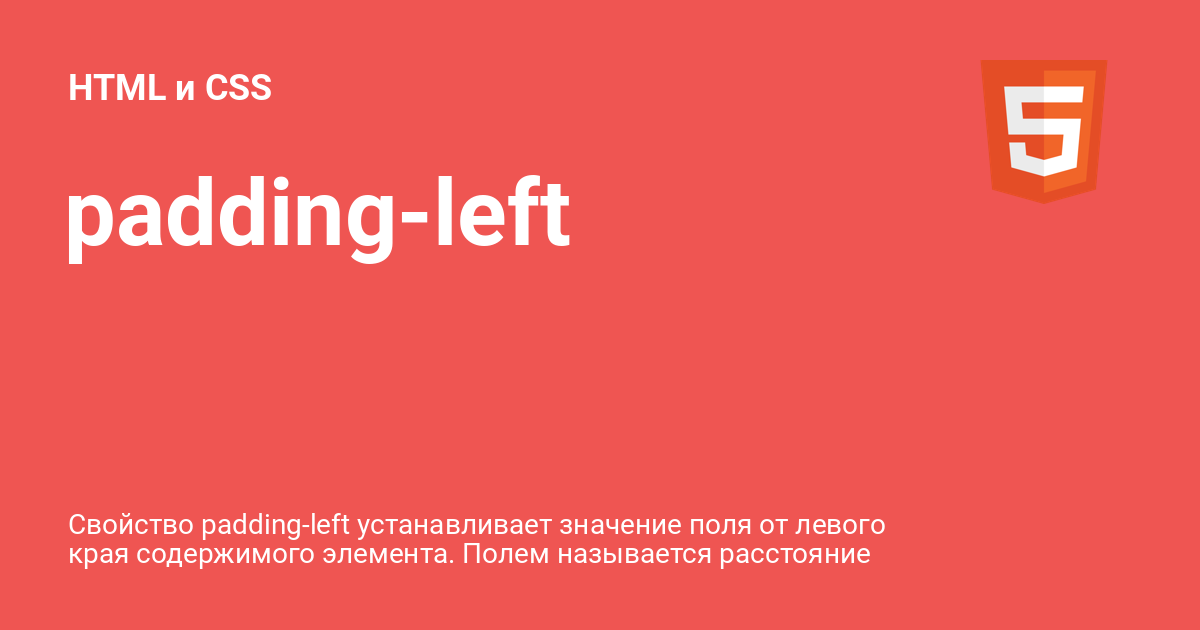 HTML и CSS
padding-left
Свойство padding-left устанавливает значение поля от левого
края содержимого элемента. Полем называется расстояние